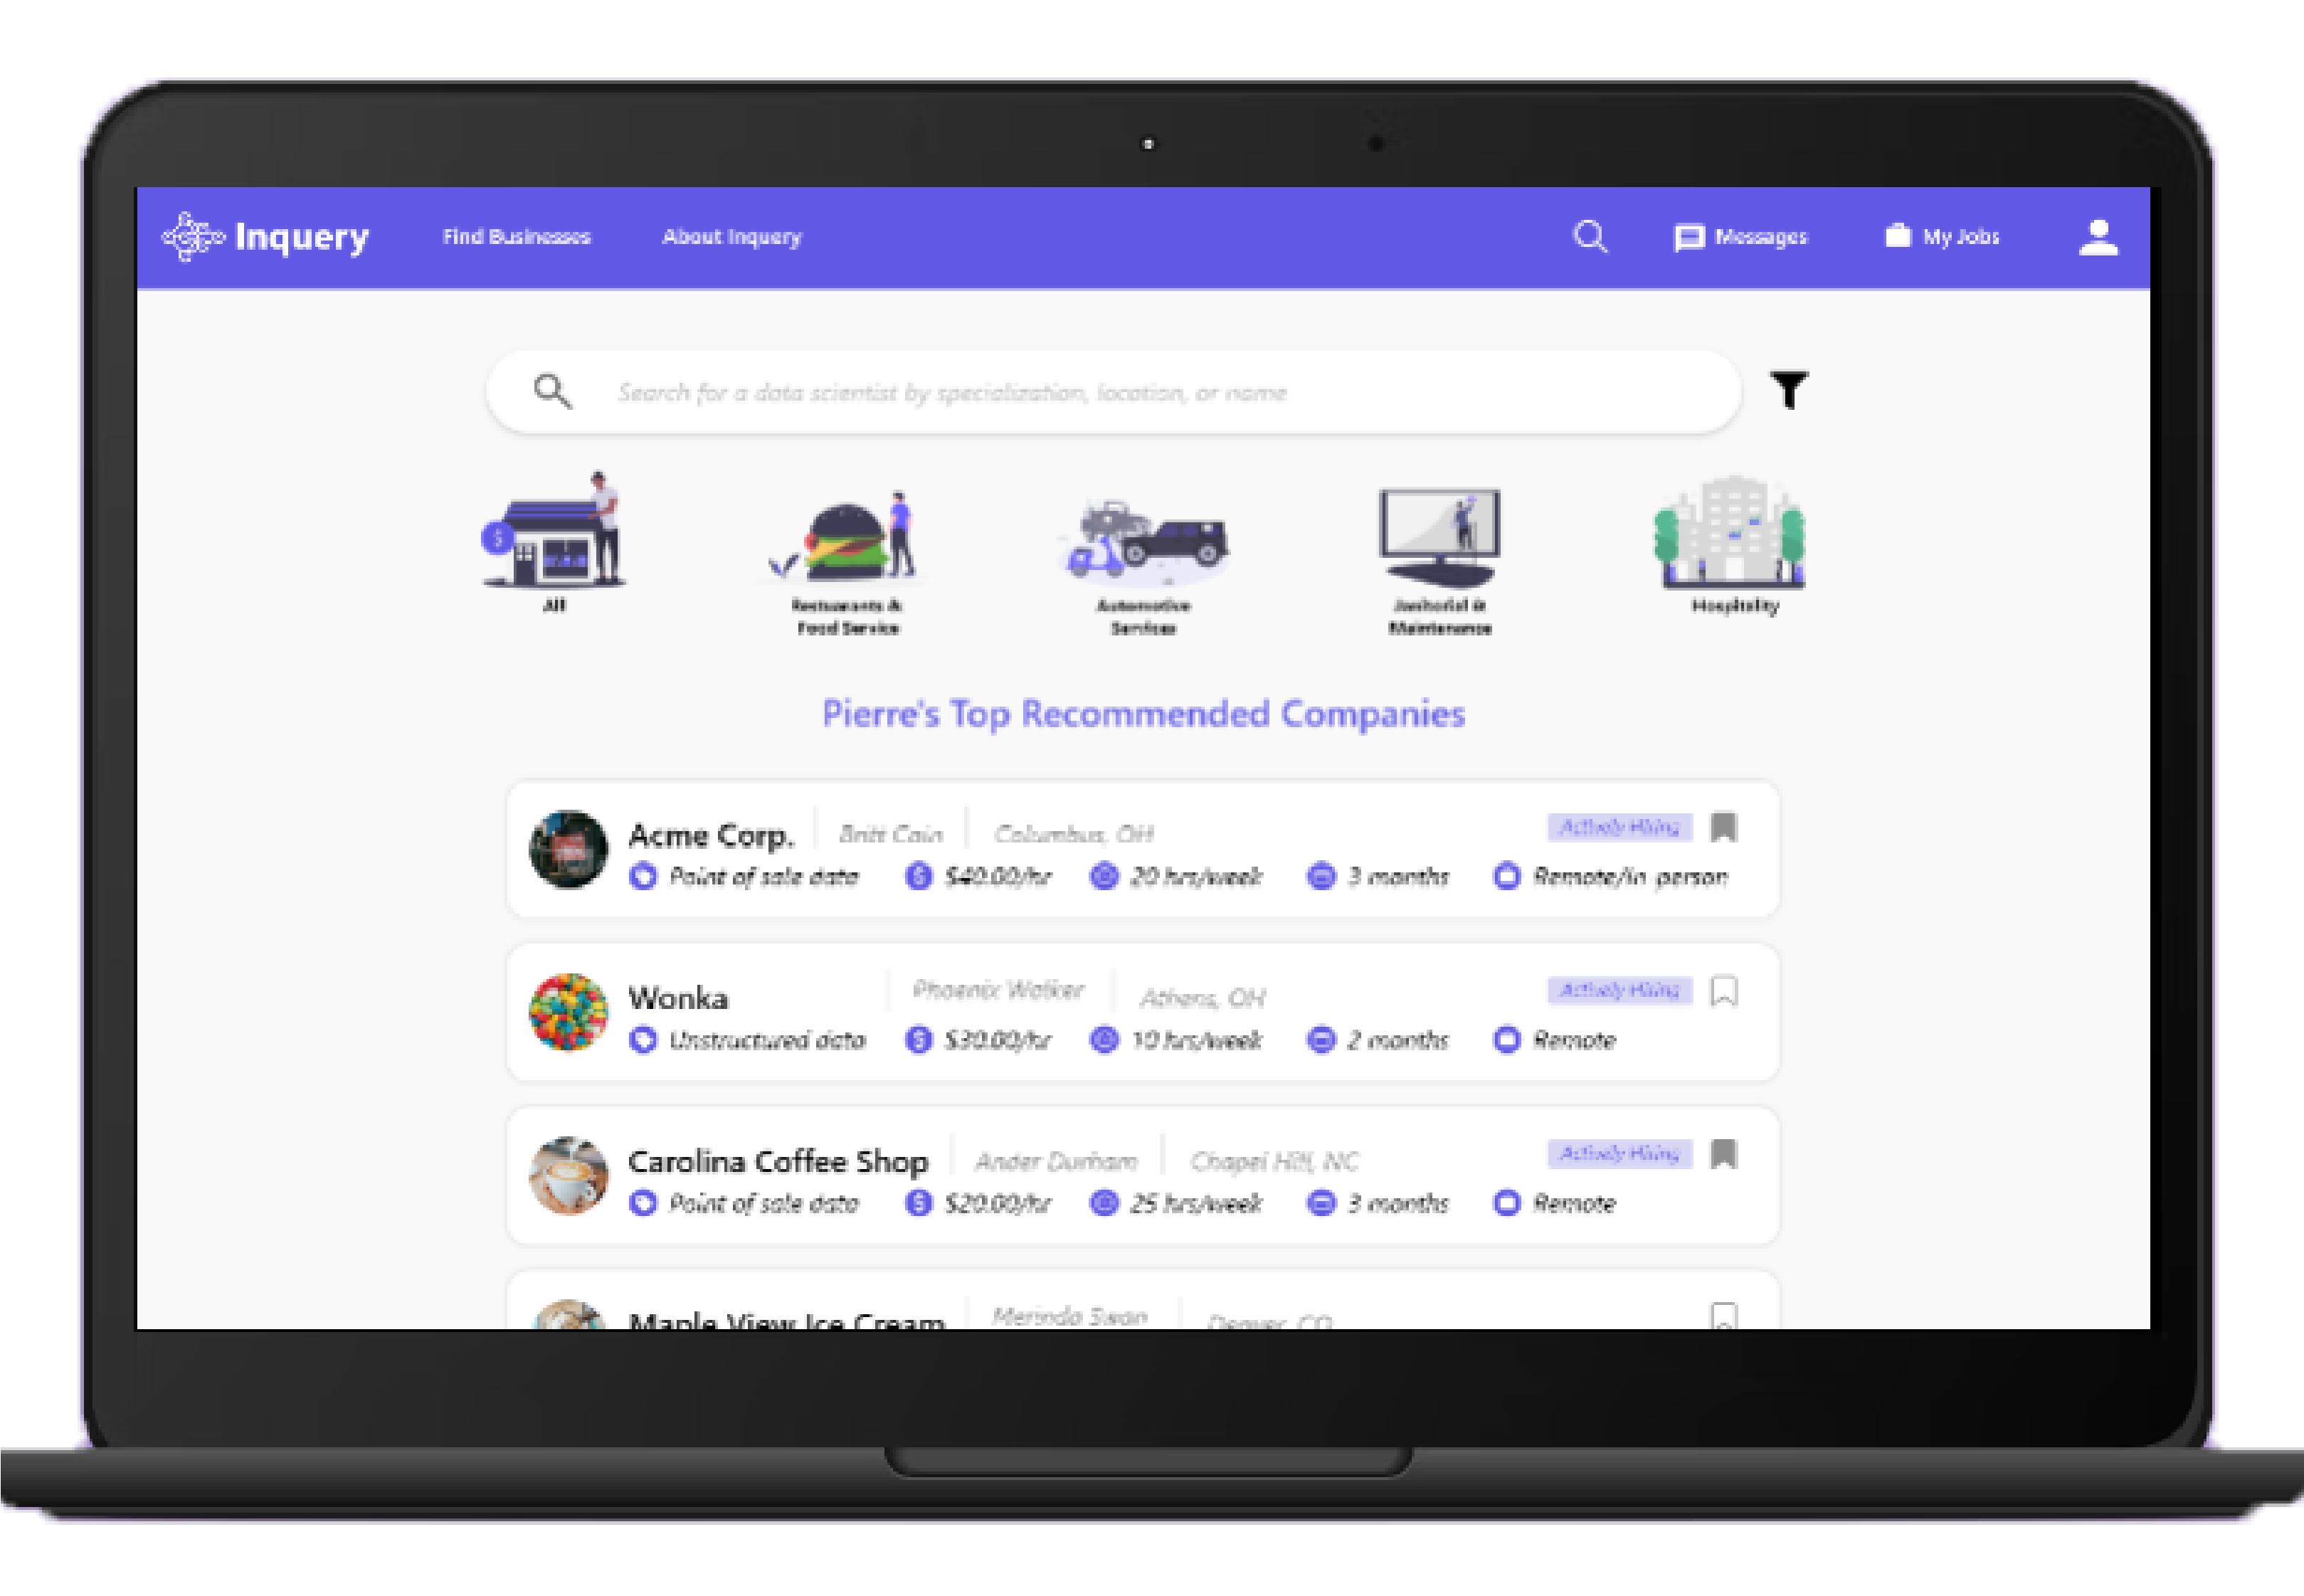 Inquery Find Businesses About Inquery Messages My Jobs
Search for a data scientist by specialization, location, or name
All
Restaurants &
Food Service
Automotive
Services
Janitorial &
Maintenance
Hospitality
Pierre's Top Recommended Companies
Acme Corp. Britt Cain Columbus, OH Actively Hiring
Point of sale data $40.00/hr 20 hrs/week 3 months Remote/in person
Wonka Phoenix Walker Athens, OH Actively Hiring
Unstructured data $30.00/hr 10 hrs/week 2 months Remote
Carolina Coffee Shop Ander Durham Chapel Hill, NC Actively Hiring
Point of sale data $20.00/hr 25 hrs/week 3 months Remote
Maple View Ice Cream Merinda Swan Denver, CO